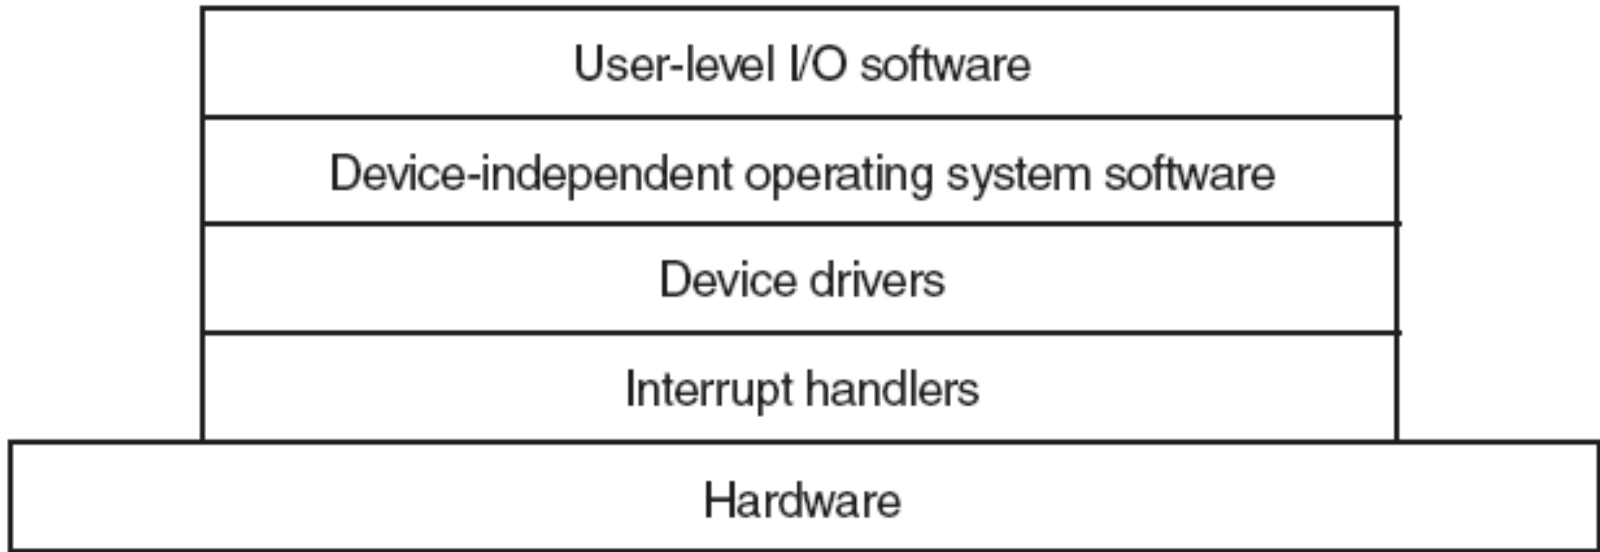 User-level I/O software
Device-independent operating system software
Device drivers
Interrupt handlers
Hardware